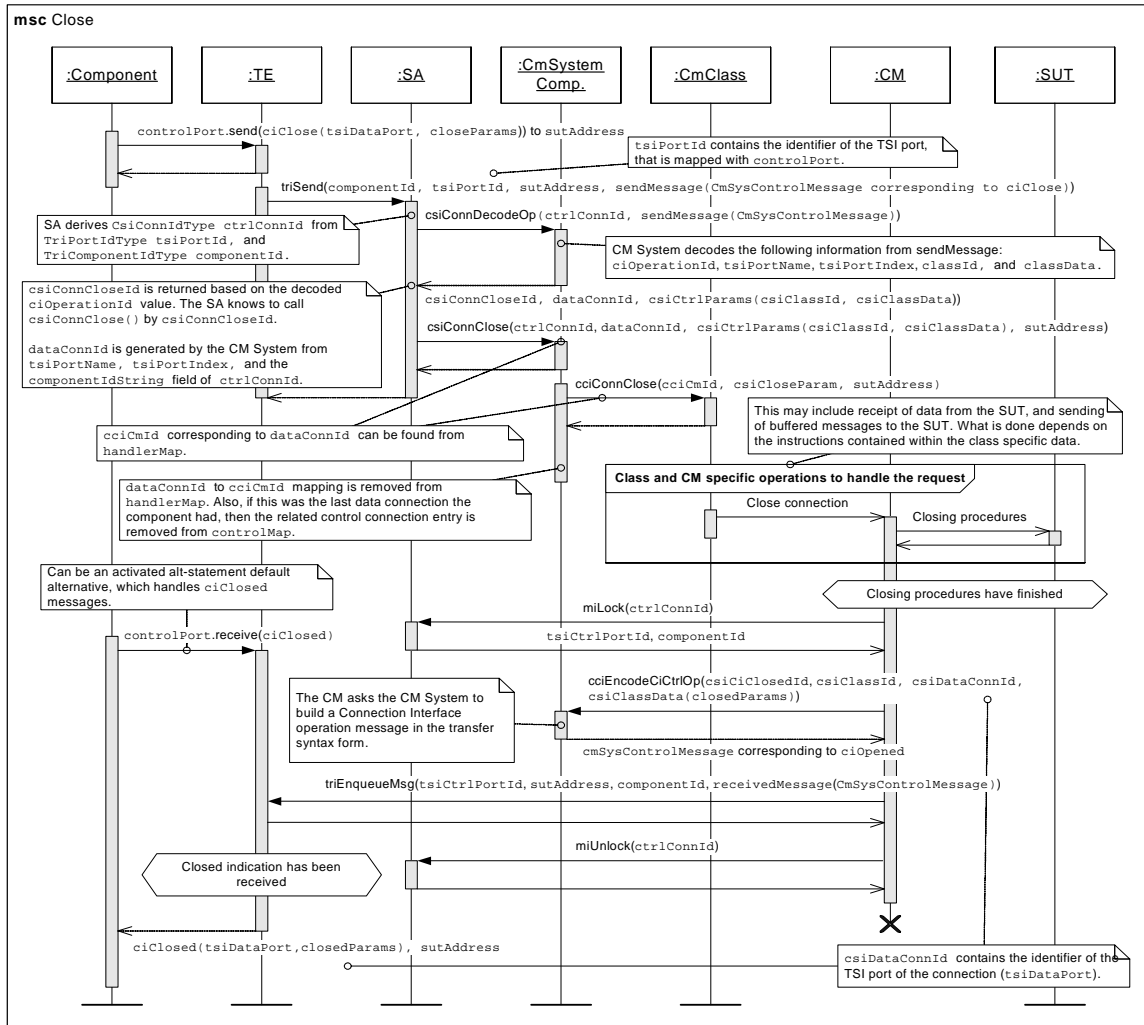 msc Close
:Component
:TE
:SA
:CmSystem
Comp.
:CmClass
:CM
:SUT
controlPort.send(ciClose(tsiDataPort, closeParams)) to sutAddress
tsiPortId contains the identifier of the TSI port,
that is mapped with controlPort.
triSend(componentId, tsiPortId, sutAddress, sendMessage(CmSysControlMessage corresponding to ciClose))
SA derives CsiConnIdType ctrlConnId from
TriPortIdType tsiPortId, and
TriComponentIdType componentId.
csiConnDecodeOp(ctrlConnId, sendMessage(CmSysControlMessage))
CM System decodes the following information from sendMessage:
ciOperationId, tsiPortName, tsiPortIndex, classId, and classData.
csiConnCloseId is returned based on the decoded
ciOperationId value. The SA knows to call
csiConnClose() by csiConnCloseId.
dataConnId is generated by the CM System from
tsiPortName, tsiPortIndex, and the
componentIdString field of ctrlConnId.
csiConnCloseId, dataConnId, csiCtrlParams(csiClassId, csiClassData))
csiConnClose(ctrlConnId, dataConnId, csiCtrlParams(csiClassId, csiClassData), sutAddress)
cciConnClose(cciCmId, csiCloseParam, sutAddress)
This may include receipt of data from the SUT, and sending
of buffered messages to the SUT. What is done depends on
the instructions contained within the class specific data.
cciCmId corresponding to dataConnId can be found from
handlerMap.
dataConnId to cciCmId mapping is removed from
handlerMap. Also, if this was the last data connection the
component had, then the related control connection entry is
removed from controlMap.
Class and CM specific operations to handle the request
Close connection
Closing procedures
Can be an activated alt-statement default
alternative, which handles ciClosed
messages.
Closing procedures have finished
miLock(ctrlConnId)
controlPort.receive(ciClosed)
tsiCtrlPortId, componentId
The CM asks the CM System to
build a Connection Interface
operation message in the transfer
syntax form.
cciEncodeCiCtrlOp(csiCiClosedId, csiClassId, csiDataConnId,
csiClassData(closedParams))
cmSysControlMessage corresponding to ciOpened
triEnqueueMsg(tsiCtrlPortId, sutAddress, componentId, receivedMessage(CmSysControlMessage))
miUnlock(ctrlConnId)
Closed indication has been
received
ciClosed(tsiDataPort,closedParams), sutAddress
csiDataConnId contains the identifier of the
TSI port of the connection (tsiDataPort).